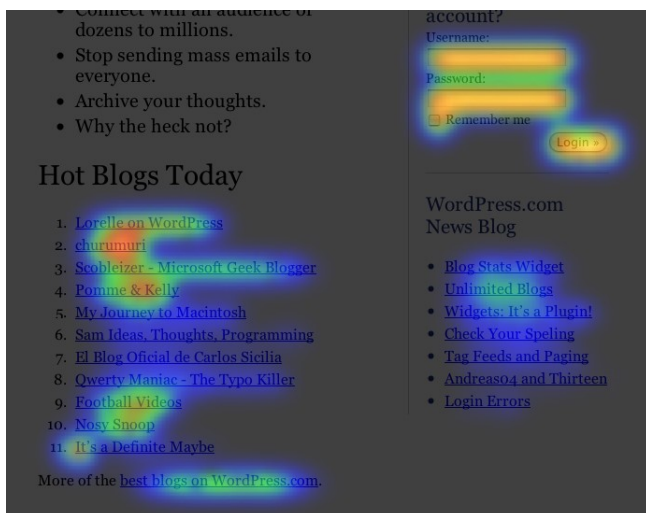 Connect with an audience of
dozens to millions.
• Stop sending mass emails to
everyone.
• Archive your thoughts.
• Why the heck not?
Hot Blogs Today
1. Lorelle on WordPress
2. churumuri
3. Scobleizer - Microsoft Geek Blogger
4. Pomme & Kelly
5. My Journey to Macintosh
6. Sam Ideas, Thoughts, Programming
7. El Blog Oficial de Carlos Sicilia
8. Qwerty Maniac - The Typo Killer
9. Football Videos
10. Nosy Snoop
11. It's a Definite Maybe
More of the best blogs on WordPress.com.
account?
Username:
Password:
Remember me
Login »
WordPress.com
News Blog
• Blog Stats Widget
• Unlimited Blogs
• Widgets: It's a Plugin!
• Check Your Speling
• Tag Feeds and Paging
• Andreas04 and Thirteen
• Login Errors